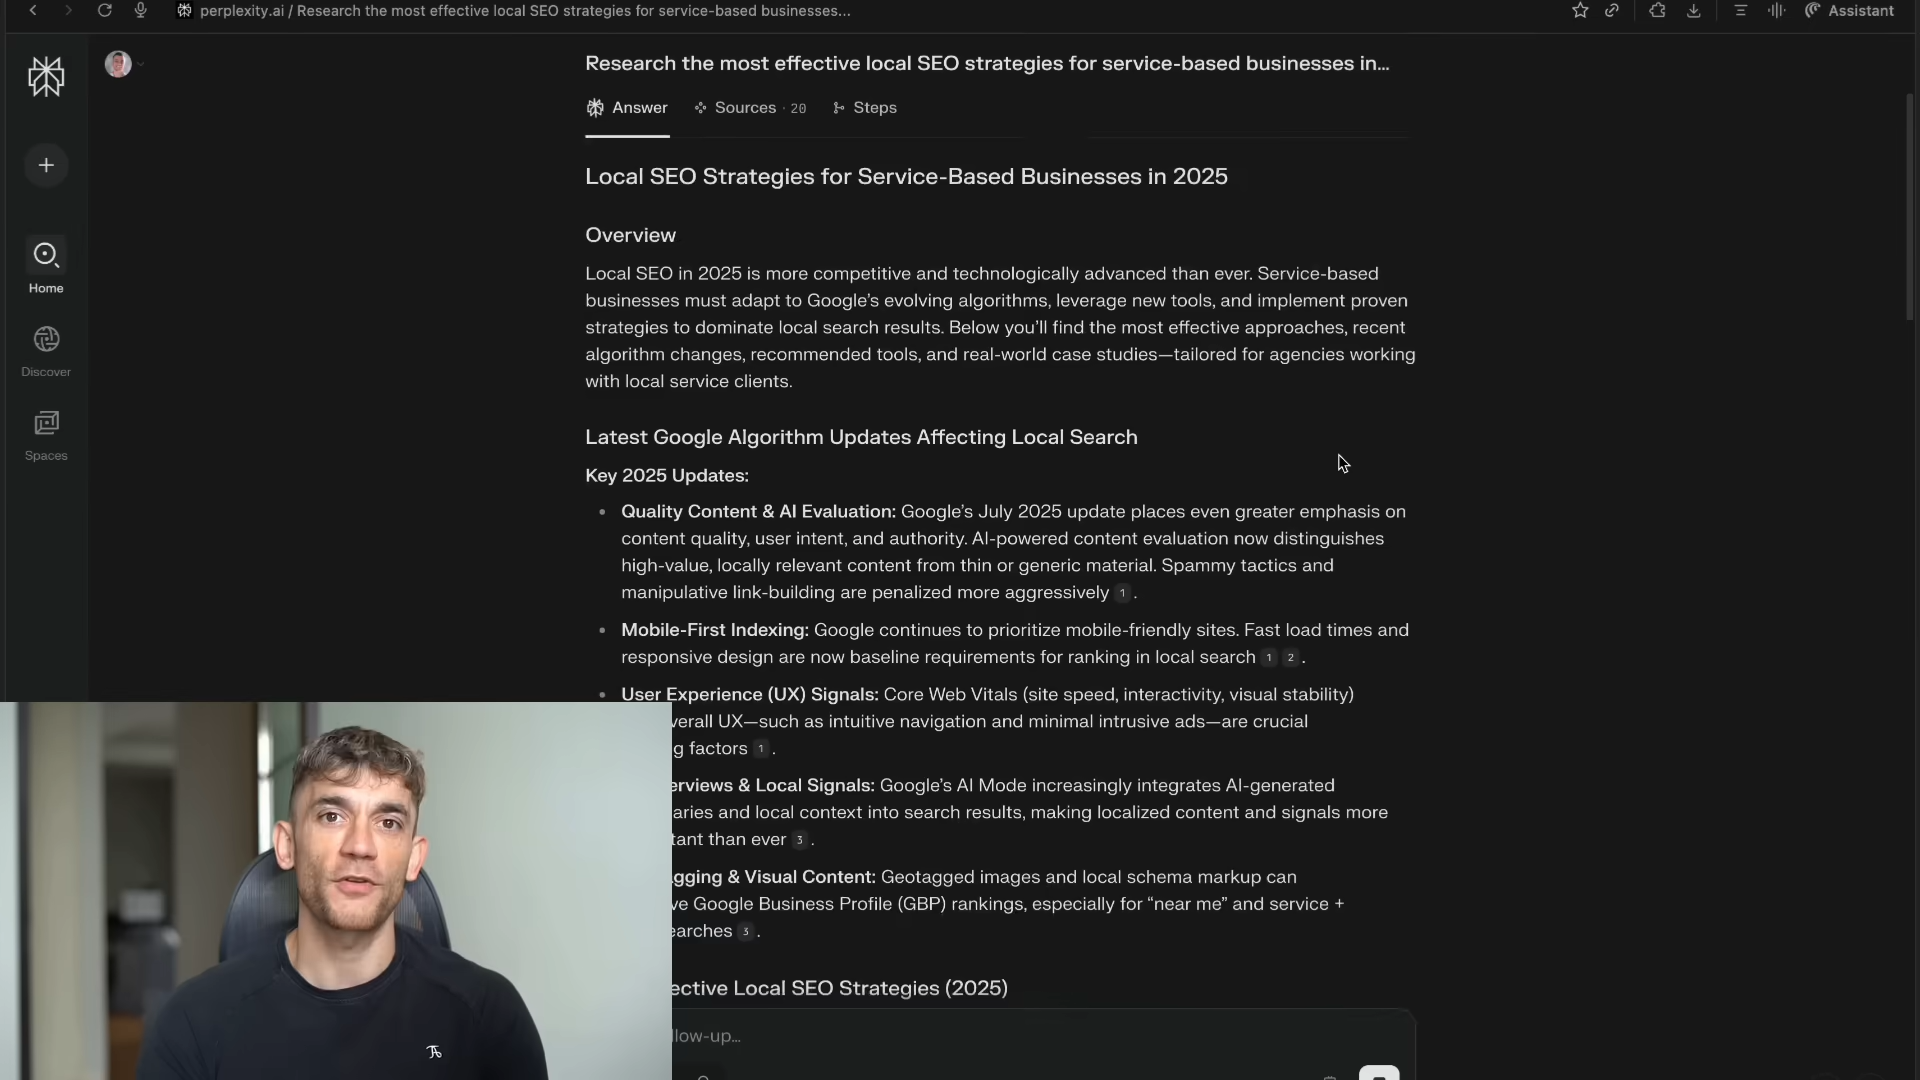 perplexity.ai / Research the most effective local SEO strategies for service-based businesses...
Assistant
Research the most effective local SEO strategies for service-based businesses in...
Answer
Sources · 20
Steps
Home
Discover
Spaces
Local SEO Strategies for Service-Based Businesses in 2025
Overview
Local SEO in 2025 is more competitive and technologically advanced than ever. Service-based
businesses must adapt to Google's evolving algorithms, leverage new tools, and implement proven
strategies to dominate local search results. Below you'll find the most effective approaches, recent
algorithm changes, recommended tools, and real-world case studies—tailored for agencies working
with local service clients.
Latest Google Algorithm Updates Affecting Local Search
Key 2025 Updates:
Quality Content & AI Evaluation: Google's July 2025 update places even greater emphasis on
content quality, user intent, and authority. AI-powered content evaluation now distinguishes
high-value, locally relevant content from thin or generic material. Spammy tactics and
manipulative link-building are penalized more aggressively 1 .
Mobile-First Indexing: Google continues to prioritize mobile-friendly sites. Fast load times and
responsive design are now baseline requirements for ranking in local search 1 2 .
User Experience (UX) Signals: Core Web Vitals (site speed, interactivity, visual stability)
verall UX—such as intuitive navigation and minimal intrusive ads—are crucial
g factors 1 .
erviews & Local Signals: Google's AI Mode increasingly integrates AI-generated
aries and local context into search results, making localized content and signals more
tant than ever 3 .
gging & Visual Content: Geotagged images and local schema markup can
ve Google Business Profile (GBP) rankings, especially for “near me” and service +
earches 3 .
ective Local SEO Strategies (2025)
llow-up...